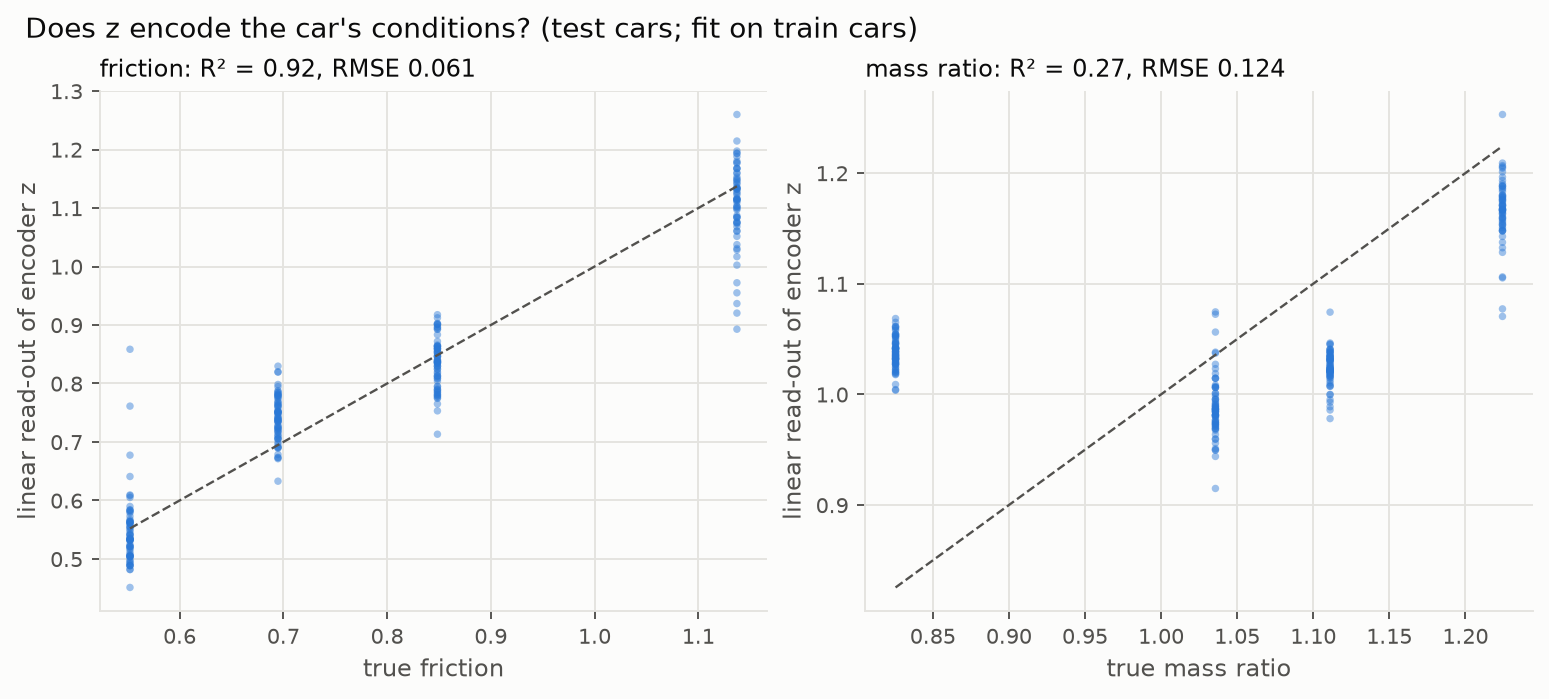 Does z encode the car's conditions? (test cars; fit on train cars)
friction: R² = 0.92, RMSE 0.061
1.3
1.2
1.1
1.0
0.9
0.8
0.7
0.6
0.5
linear read-out of encoder z
0.6 0.7 0.8 0.9 1.0 1.1
true friction
mass ratio: R² = 0.27, RMSE 0.124
1.2
1.1
1.0
0.9
linear read-out of encoder z
0.85 0.90 0.95 1.00 1.05 1.10 1.15 1.20
true mass ratio